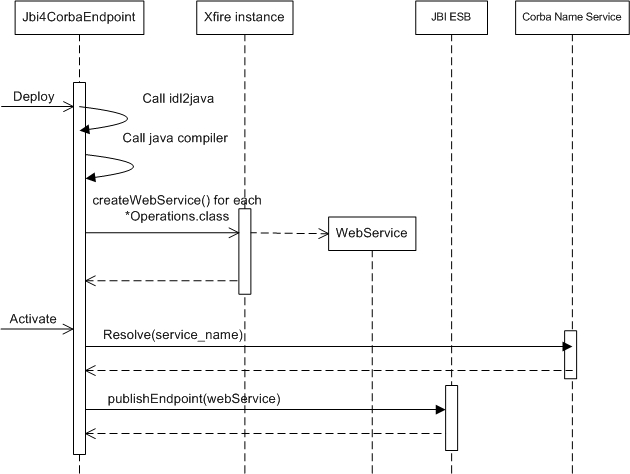 Jbi4CorbaEndpoint
Xfire instance
JBI ESB
Corba Name Service
Deploy
Call idl2java
Call java compiler
createWebService() for each
*Operations.class
WebService
Activate
Resolve(service_name)
publishEndpoint(webService)